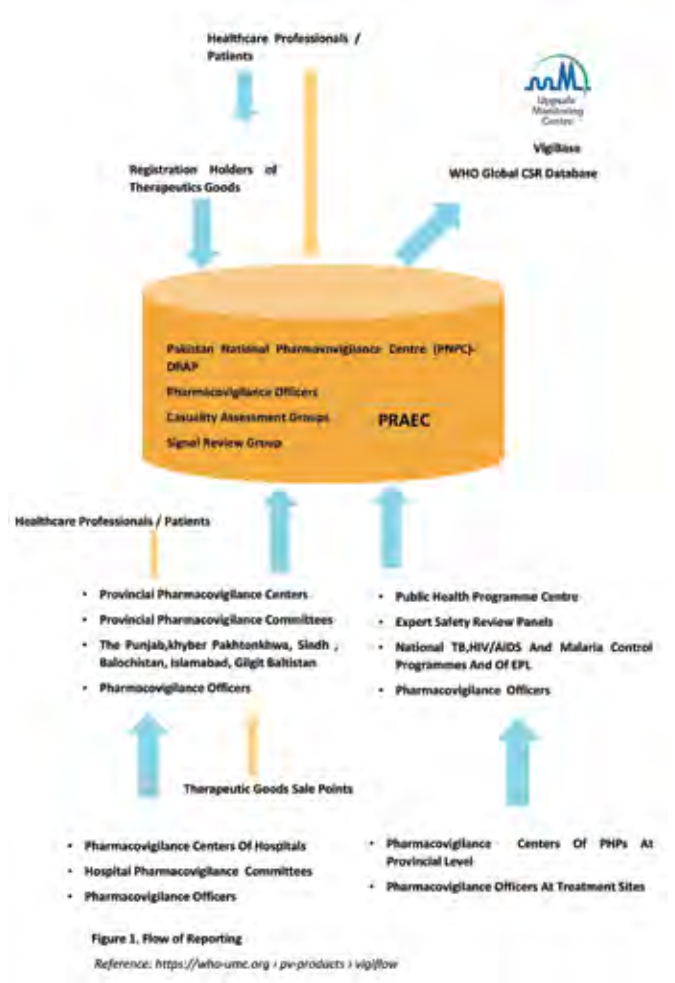 Healthcare Professionals /
Patients
Uppsala
Monitoring
Centre
VigiBase
WHO Global CSR Database
Registration Holders of
Therapeutics Goods
Pakistan National Pharmavovigilance Centre (PNPC)-
DRAP
Pharmacovigilance Officers
Casuality Assessment Groups
PRAEC
Signal Review Group
Healthcare Professionals / Patients
• Provincial Pharmacovigilance Centers
• Provincial Pharmacovigilance Committees
• The Punjab,khyber Pakhtonkhwa, Sindh ,
Balochistan, Islamabad, Gilgit Baltistan
• Pharmacovigilance Officers
• Public Health Programme Centre
• Expert Safety Review Panels
• National TB,HIV/AIDS And Malaria Control
Programmes And Of EPI.
• Pharmacovigilance Officers
Therapeutic Goods Sale Points
• Pharmacovigilance Centers Of Hospitals
• Hospital Pharmacovigilance Committees
• Pharmacovigilance Officers
• Pharmacovigilance Centers Of PHPs At
Provincial Level
• Pharmacovigilance Officers At Treatment Sites
Figure 1. Flow of Reporting
Reference: https://who-umc.org › pv-products › vigiflow